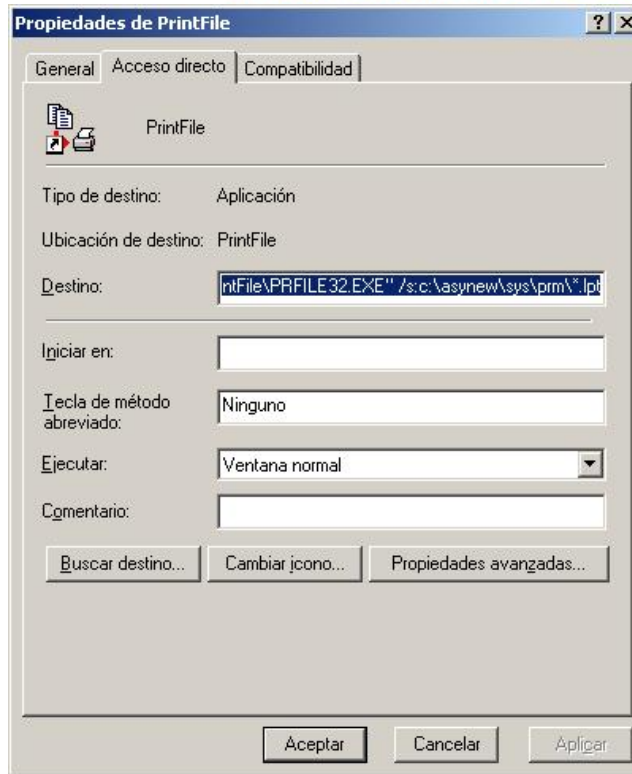 Propiedades de PrintFile
General Acceso directo Compatibilidad
PrintFile
Tipo de destino: Aplicación
Ubicación de destino: PrintFile
Destino: ntFile\PRFILE32.EXE" /s:c:\asynew\sys\prm\*.lpt
Iniciar en:
Tecla de método abreviado: Ninguno
Ejecutar: Ventana normal
Comentario:
Buscar destino... Cambiar icono... Propiedades avanzadas...
Aceptar Cancelar Aplicar